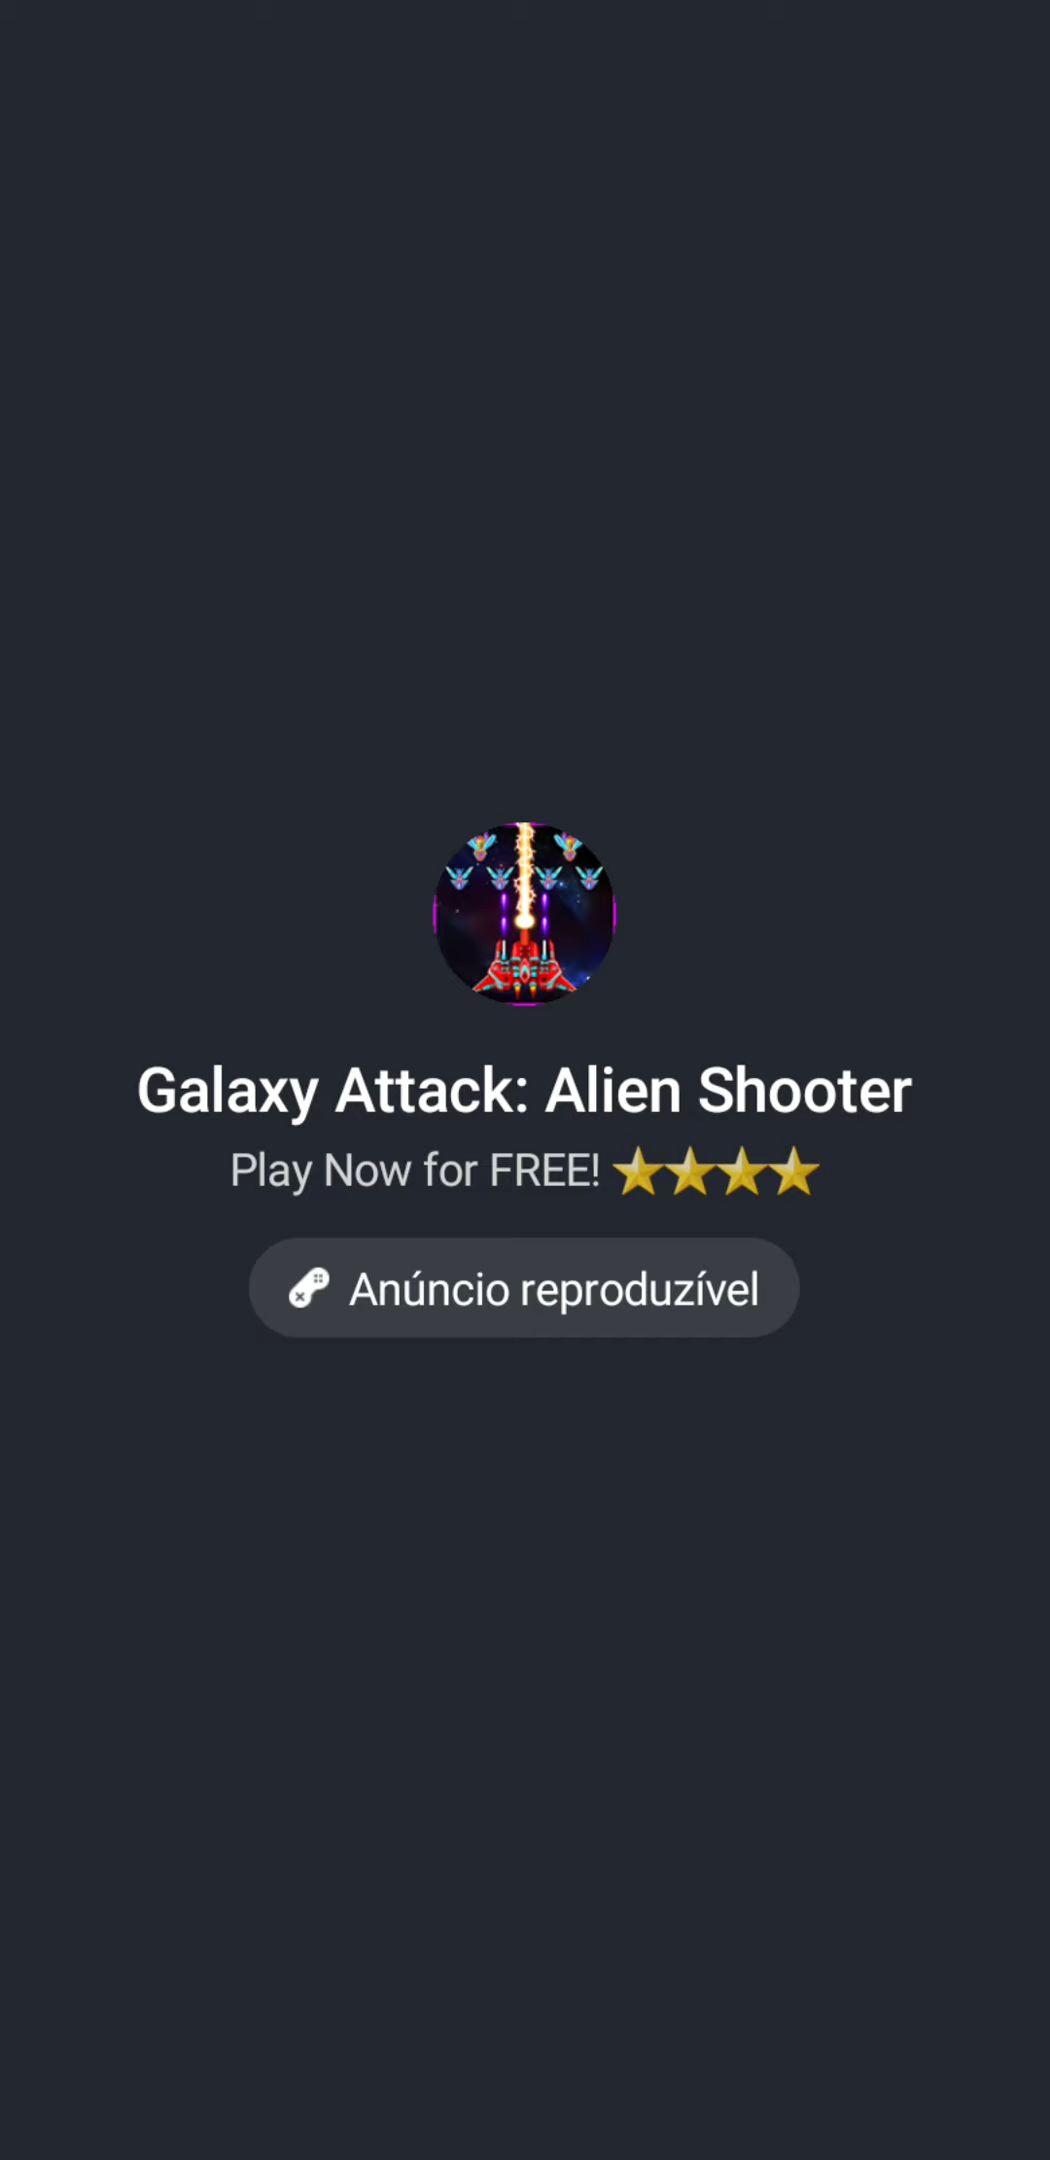 Galaxy Attack: Alien Shooter
Play Now for FREE! ⭐⭐⭐⭐
Anúncio reproduzível